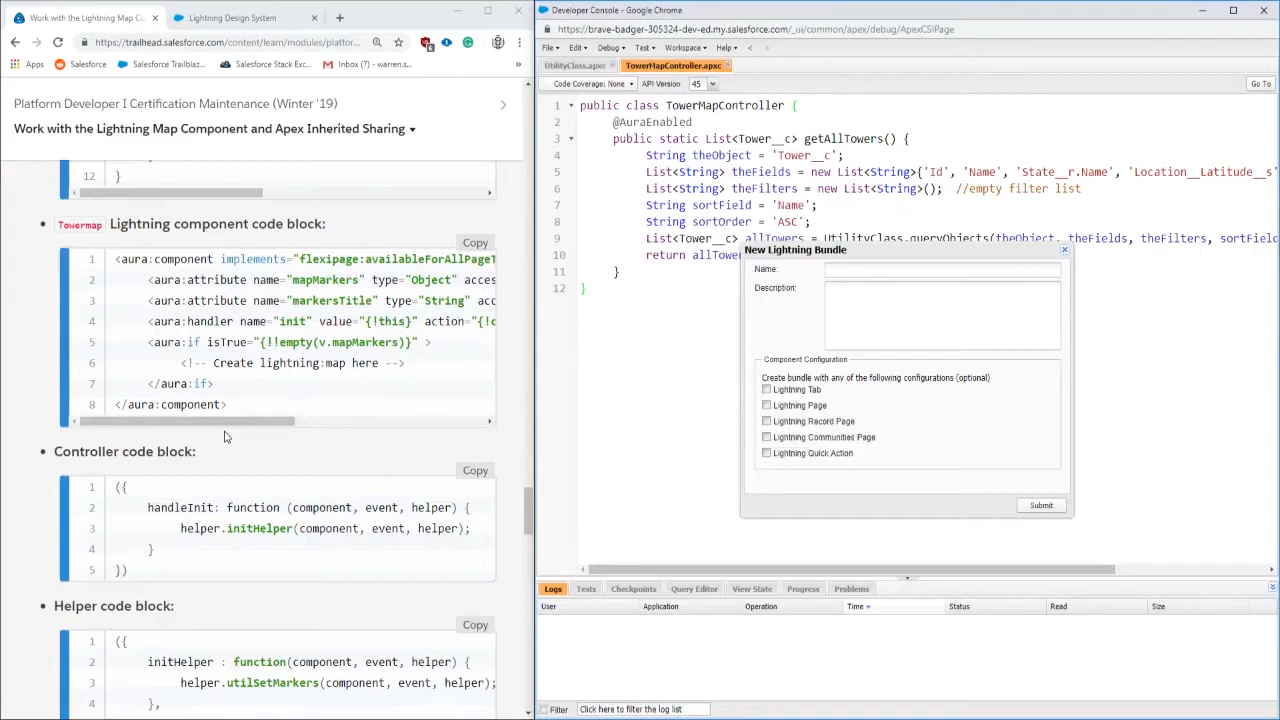 Work with the Lightning Map Co
Lightning Design System
https://trailhead.salesforce.com/content/learn/modules/platfor...
Apps
Salesforce
Salesforce Trailblaz...
Salesforce Stack Exc...
Inbox (7) - warren.s...
»
Platform Developer I Certification Maintenance (Winter '19)
Work with the Lightning Map Component and Apex Inherited Sharing
12 }
Towermap Lightning component code block:
Copy
1 <aura:component implements="flexipage:availableForAllPageT
2 <aura:attribute name="mapMarkers" type="Object" acces
3 <aura:attribute name="markersTitle" type="String" acc
4 <aura:handler name="init" value="{!this}" action="{!c
5 <aura:if isTrue="{!!empty(v.mapMarkers)}" >
6 <!-- Create lightning:map here -->
7 </aura:if>
8 </aura:component>
Controller code block:
Copy
1 ({
2 handleInit: function (component, event, helper) {
3 helper.initHelper(component, event, helper);
4 }
5 })
Helper code block:
Copy
1 ({
2 initHelper : function(component, event, helper) {
3 helper.utilSetMarkers(component, event, helper);
4 },
Developer Console - Google Chrome
https://brave-badger-305324-dev-ed.my.salesforce.com/_ui/common/apex/debug/ApexCSIPage
File Edit Debug Test Workspace Help < >
UtilityClass.apxc TowerMapController.apxc
Code Coverage: None API Version: 45 Go To
1 public class TowerMapController {
2 @AuraEnabled
3 public static List<Tower__c> getAllTowers() {
4 String theObject = 'Tower__c';
5 List<String> theFields = new List<String>{'Id', 'Name', 'State__r.Name', 'Location__Latitude__s'
6 List<String> theFilters = new List<String>(); //empty filter list
7 String sortField = 'Name';
8 String sortOrder = 'ASC';
9 List<Tower__c> allTowers = UtilityClass.queryObjects(theObject, theFields, theFilters, sortField
10 return allTower
11 }
12 }
New Lightning Bundle
Name:
Description:
Component Configuration
Create bundle with any of the following configurations (optional)
Lightning Tab
Lightning Page
Lightning Record Page
Lightning Communities Page
Lightning Quick Action
Submit
Logs Tests Checkpoints Query Editor View State Progress Problems
User Application Operation Time Status Read Size
Filter Click here to filter the log list